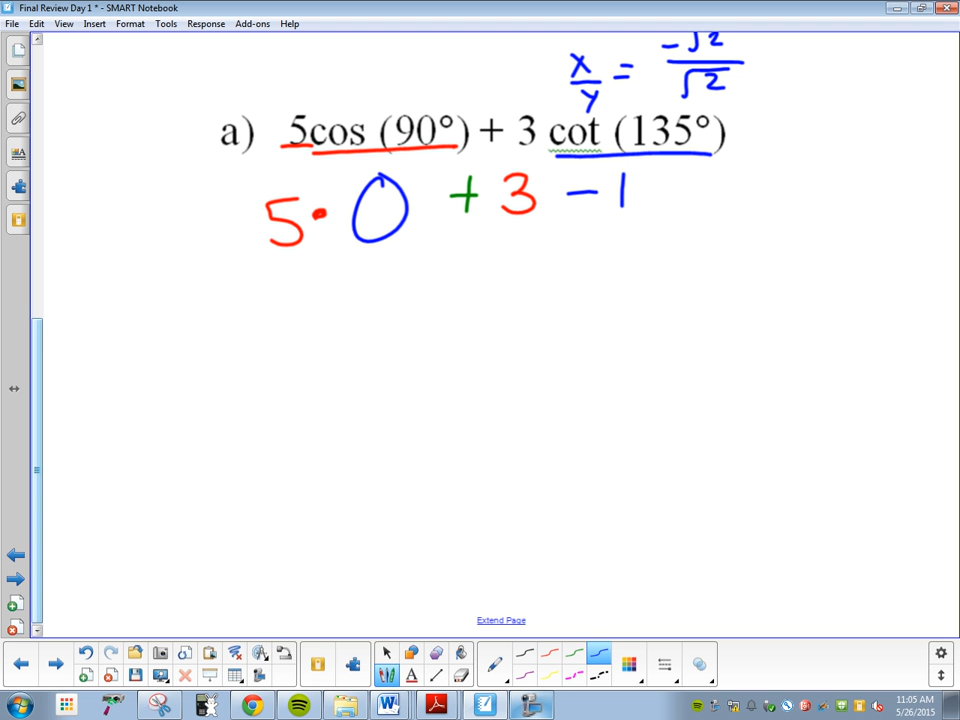 Final Review Day 1 * - SMART Notebook
File Edit View Insert Format Tools Response Add-ons Help
x/y = -√2/√2
a) 5cos (90°) + 3 cot (135°)
5 • 0 + 3 - 1
Extend Page
11:05 AM
5/26/2015